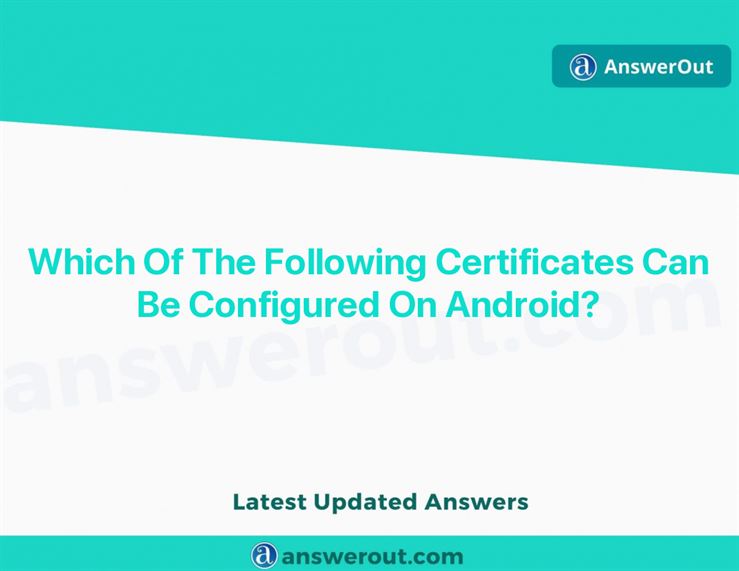 AnswerOut
Which Of The Following Certificates Can
Be Configured On Android?
answerout.com
Latest Updated Answers
answerout.com